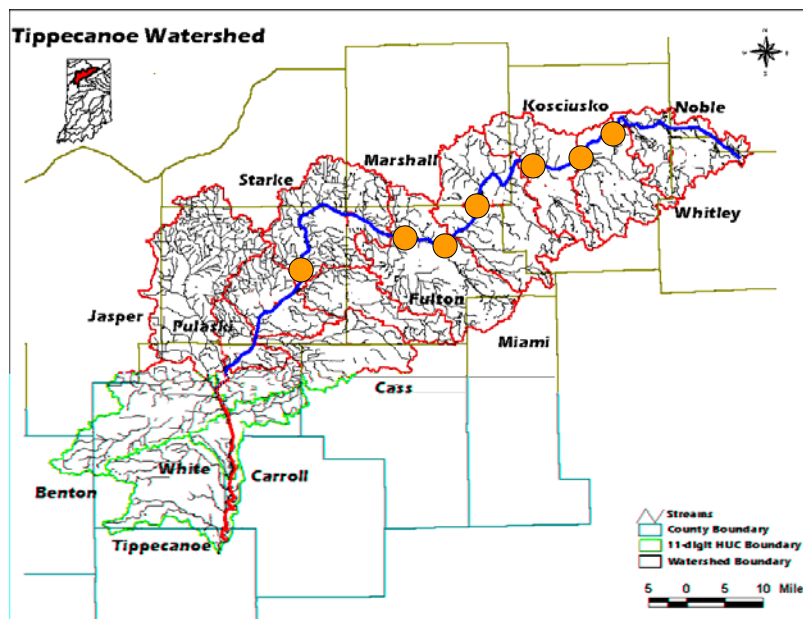 Tippecanoe Watershed
N
W
E
S
Kosciusko
Noble
Marshall
Starke
Whitley
Fulton
Jasper
Pulaski
Miami
Cass
White
Carroll
Benton
Tippecanoe
Streams
County Boundary
11-digit HUC Boundary
Watershed Boundary
5 0 5 10 Mile